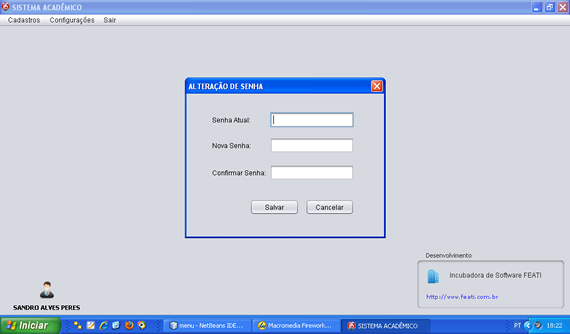 SISTEMA ACADÊMICO
Cadastros Configurações Sair
ALTERAÇÃO DE SENHA
Senha Atual:
Nova Senha:
Confirmar Senha:
Salvar Cancelar
Desenvolvimento
Incubadora de Software FEATI
http://www.feati.com.br
SANDRO ALVES PERES
Iniciar menu - NetBeans IDE... Macromedia Firework... SISTEMA ACADÊMICO PT 18:22